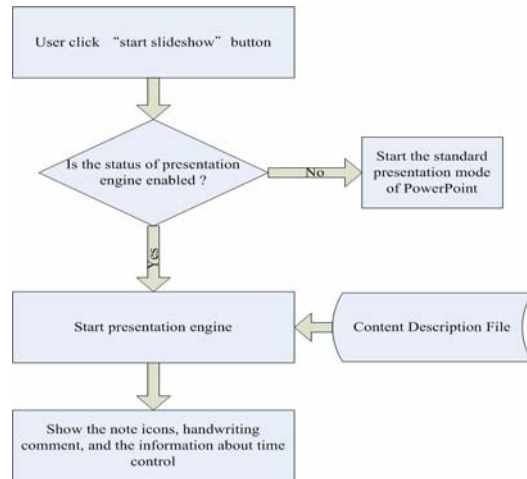 User click “start slideshow” button
Is the status of presentation
engine enabled ?
No
Start the standard
presentation mode
of PowerPoint
Yes
Start presentation engine
Content Description File
Show the note icons, handwriting
comment, and the information about time
control